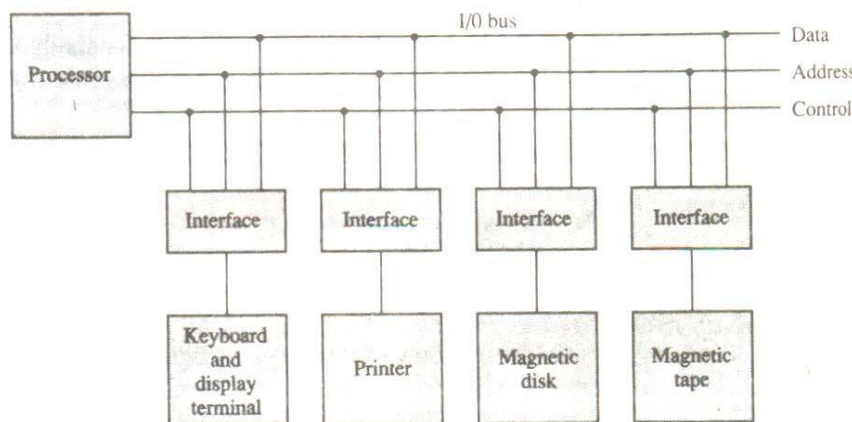 I/0 bus
Data
Processor
Address
Control
Interface
Interface
Interface
Interface
Keyboard
and
display
terminal
Printer
Magnetic
disk
Magnetic
tape